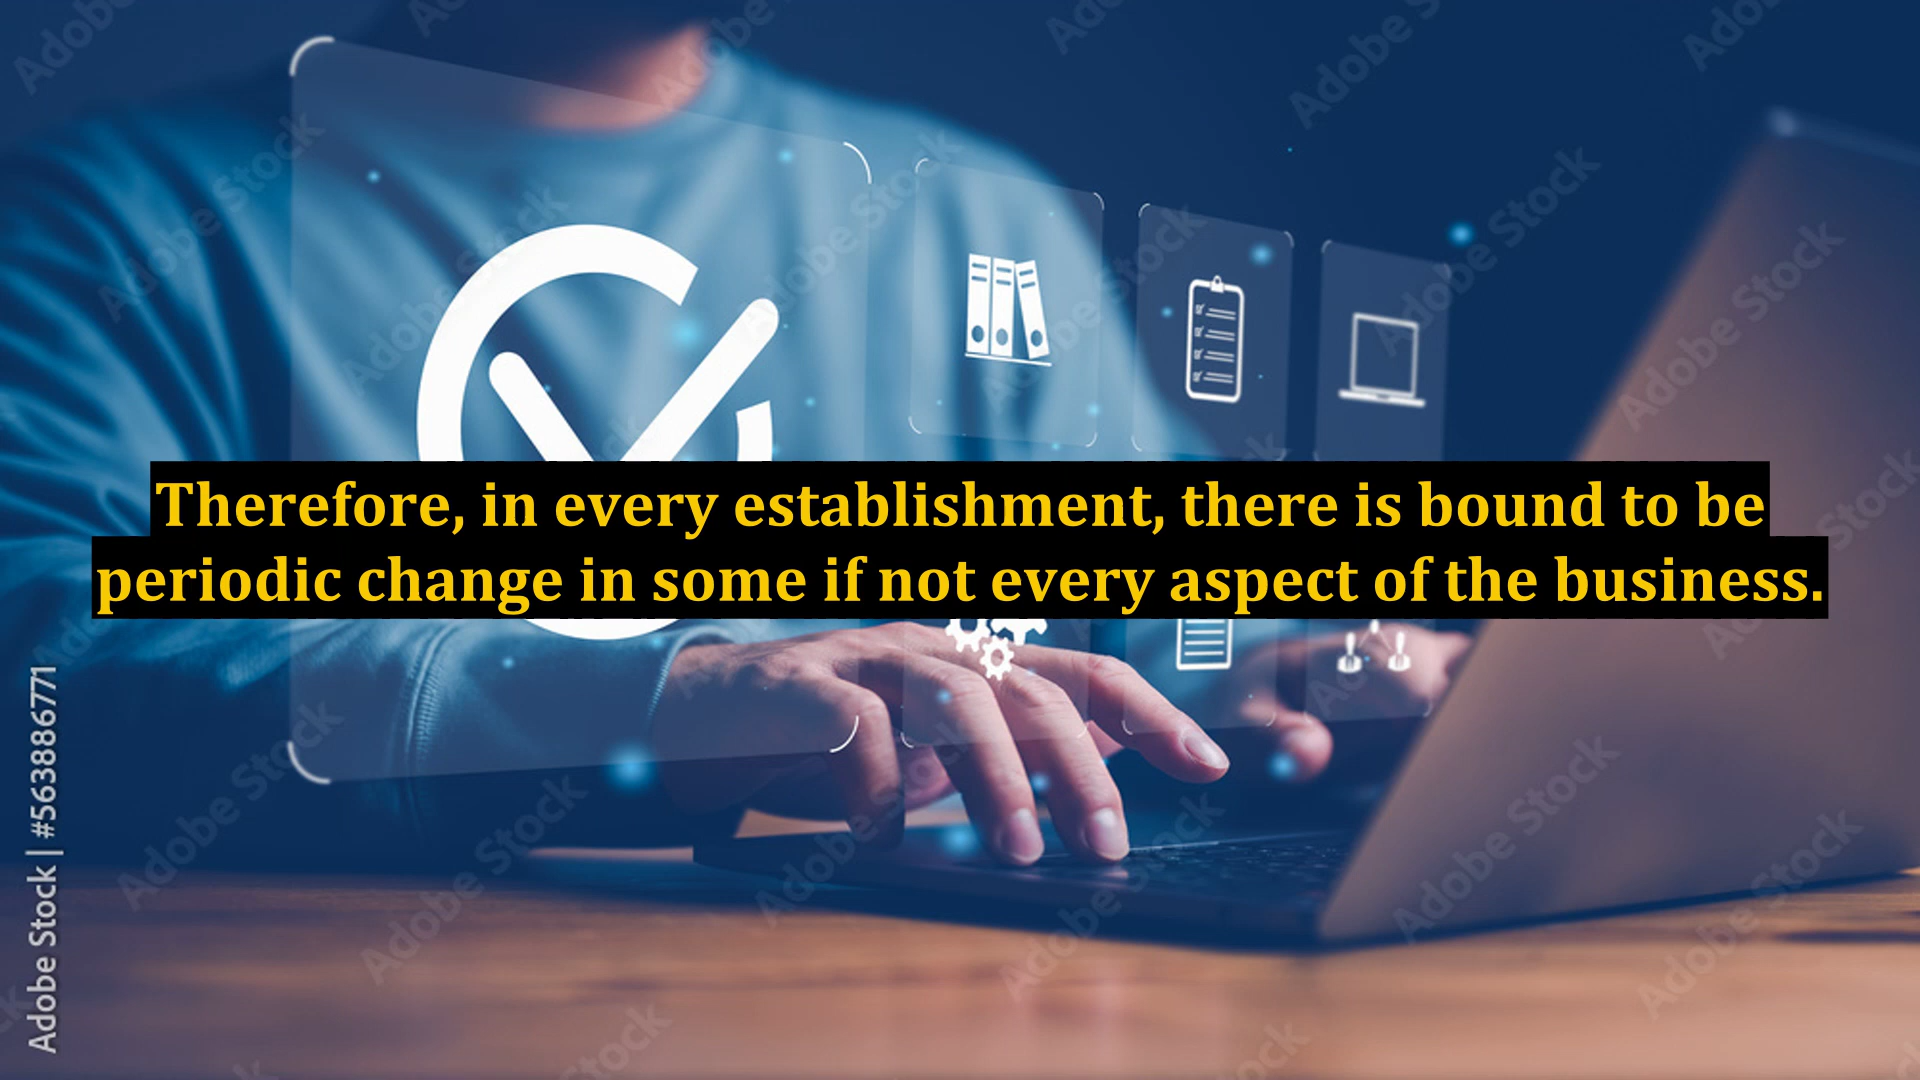 Therefore, in every establishment, there is bound to be
periodic change in some if not every aspect of the business.
Adobe Stock | #563886771